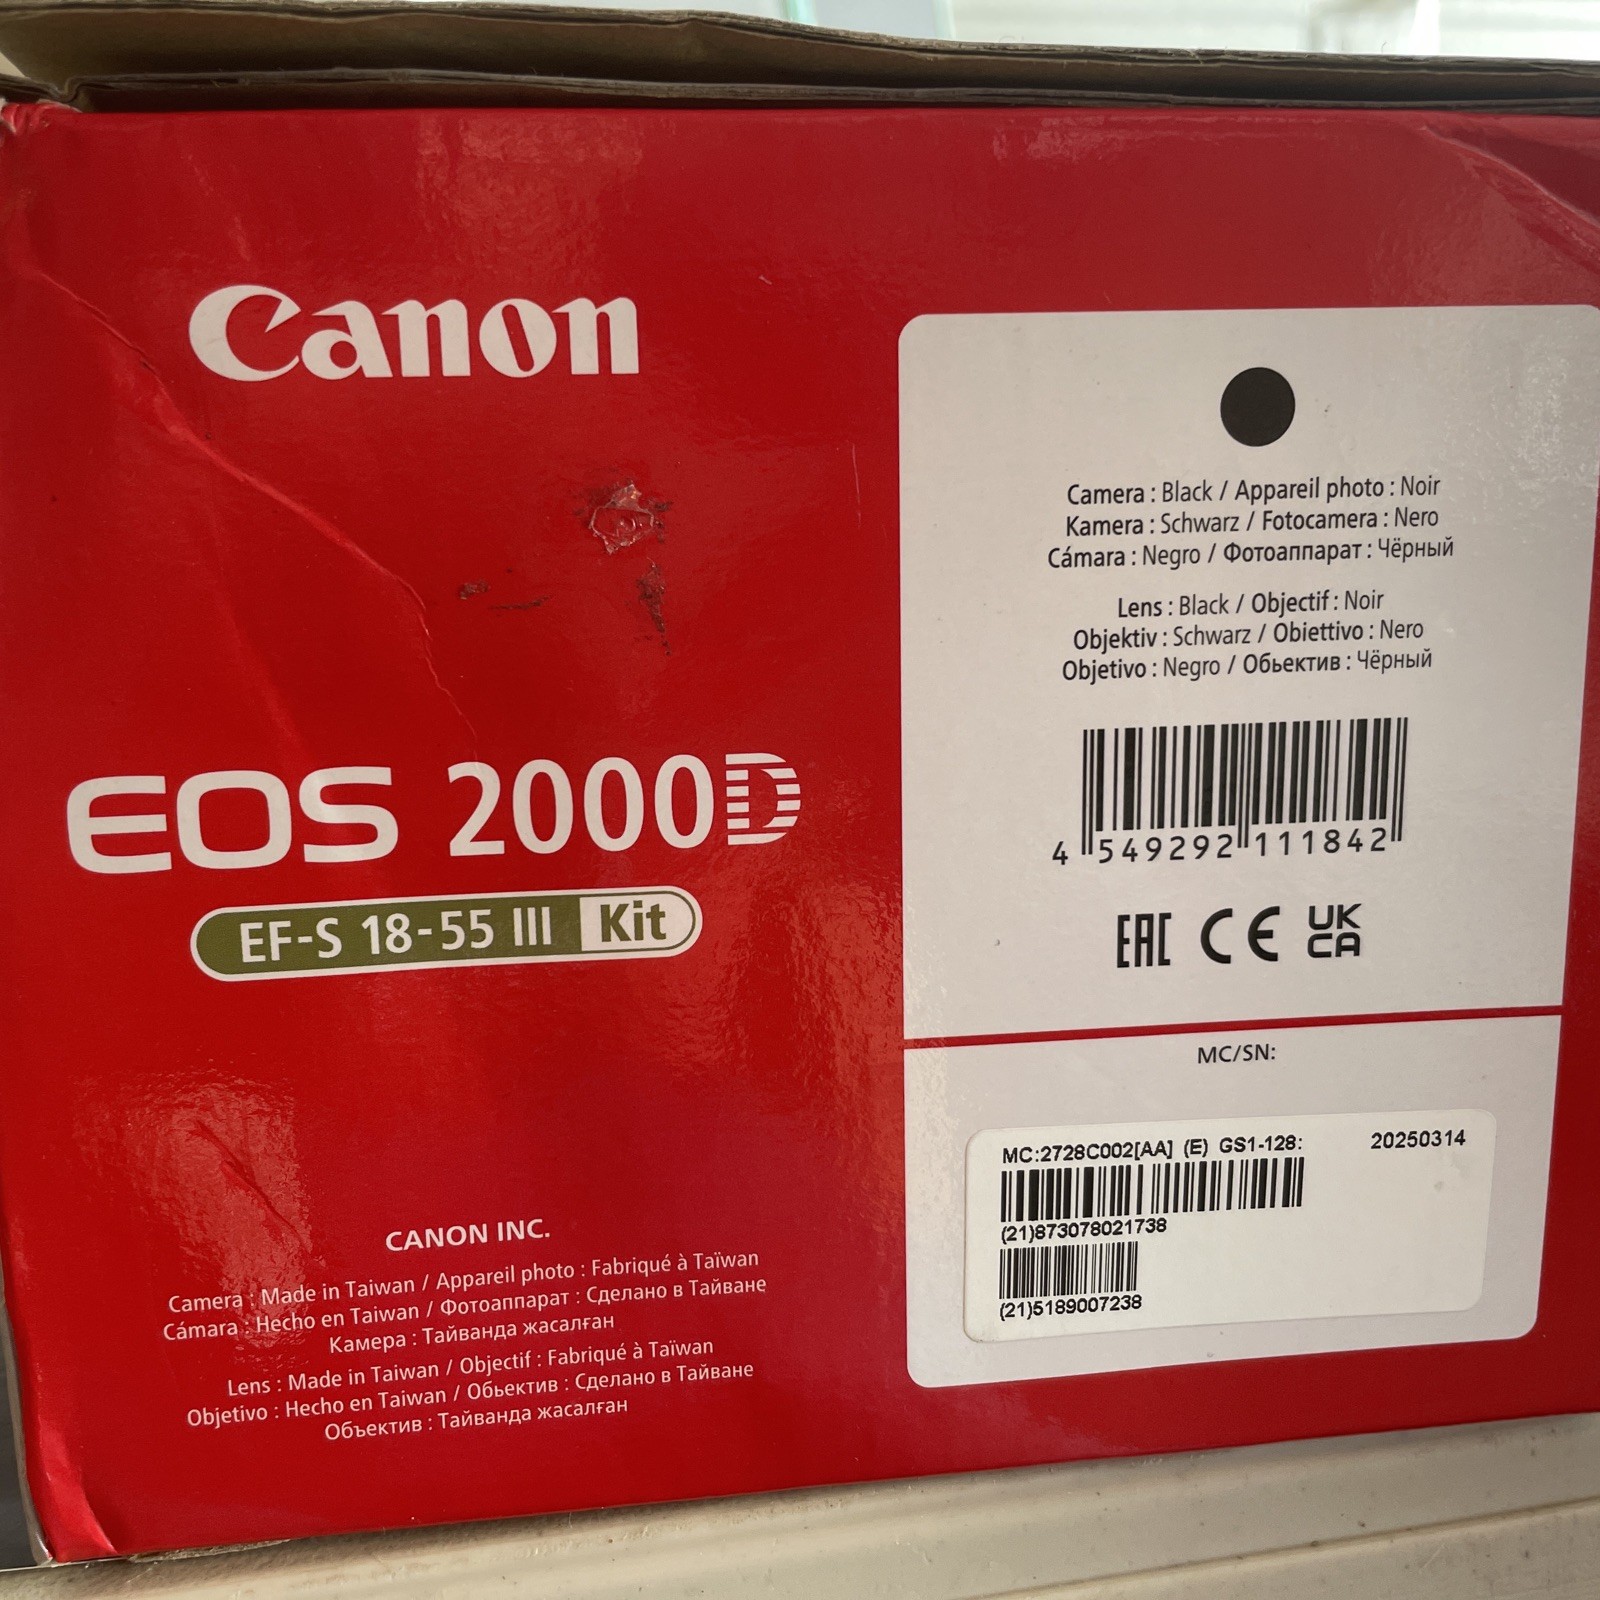 Canon
EOS 2000D
EF-S 18-55 III Kit
CANON INC.
Camera : Made in Taiwan / Appareil photo : Fabriqué à Taïwan
Cámara : Hecho en Taiwan / Фотоаппарат : Сделано в Тайване
Камера : Тайванда жасалған
Lens : Made in Taiwan / Objectif : Fabriqué à Taïwan
Objetivo : Hecho en Taiwan / Обьектив : Сделано в Тайване
Объектив : Тайванда жасалған
Camera : Black / Appareil photo : Noir
Kamera : Schwarz / Fotocamera : Nero
Cámara : Negro / Фотоаппарат : Чёрный
Lens : Black / Objectif : Noir
Objektiv : Schwarz / Obiettivo : Nero
Objetivo : Negro / Обьектив : Чёрный
4 549292 111842
EAC CE UK
CA
MC/SN:
MC:2728C002[AA] (E) GS1-128: 20250314
(21)873078021738
(21)5189007238